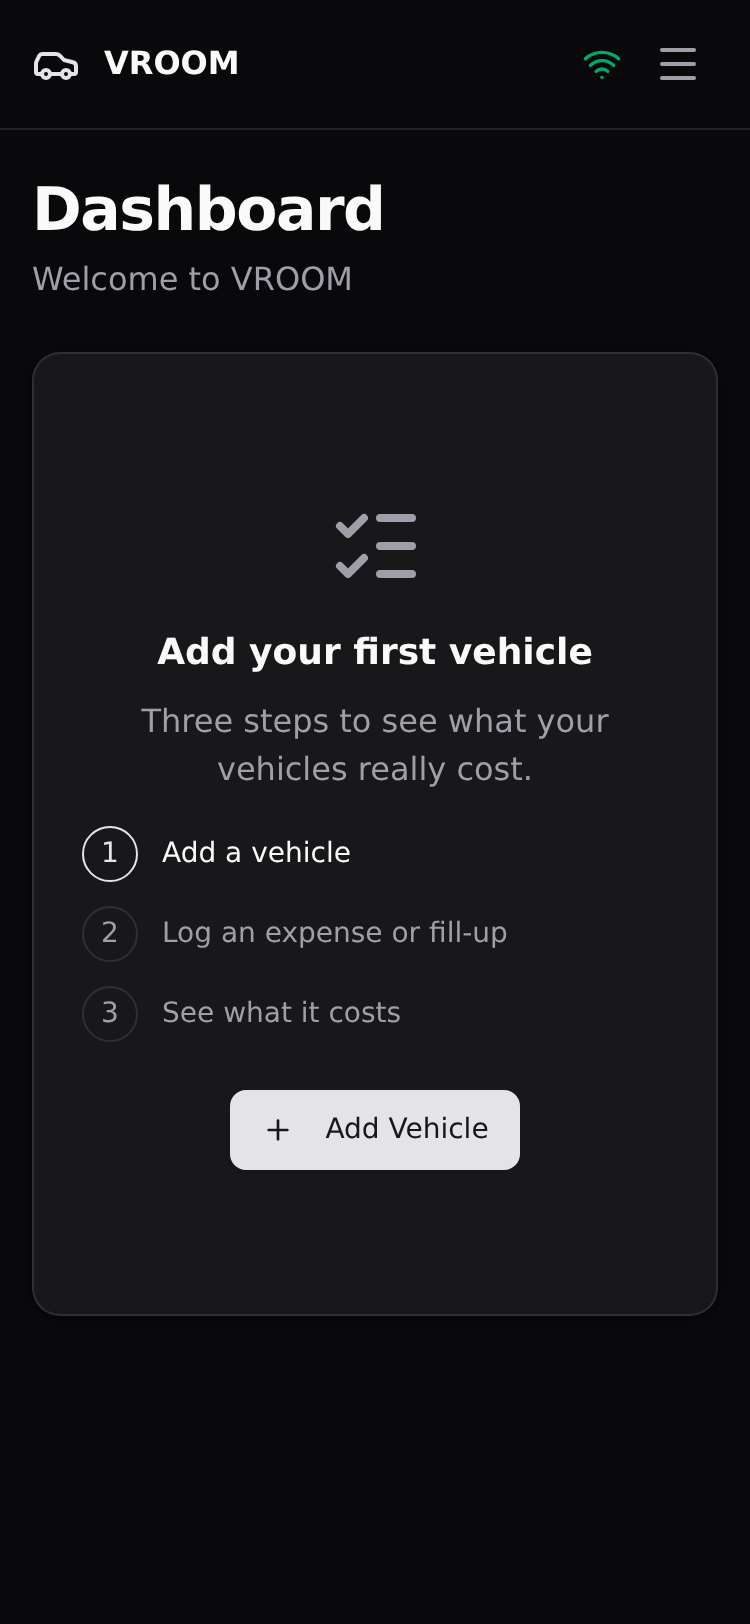 VROOM
Dashboard
Welcome to VROOM
Add your first vehicle
Three steps to see what your
vehicles really cost.
1 Add a vehicle
2 Log an expense or fill-up
3 See what it costs
+ Add Vehicle